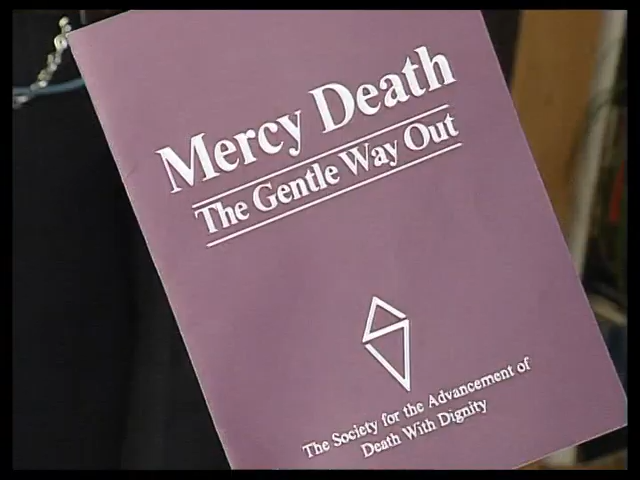 Mercy Death
The Gentle Way Out
The Society for the Advancement of
Death With Dignity